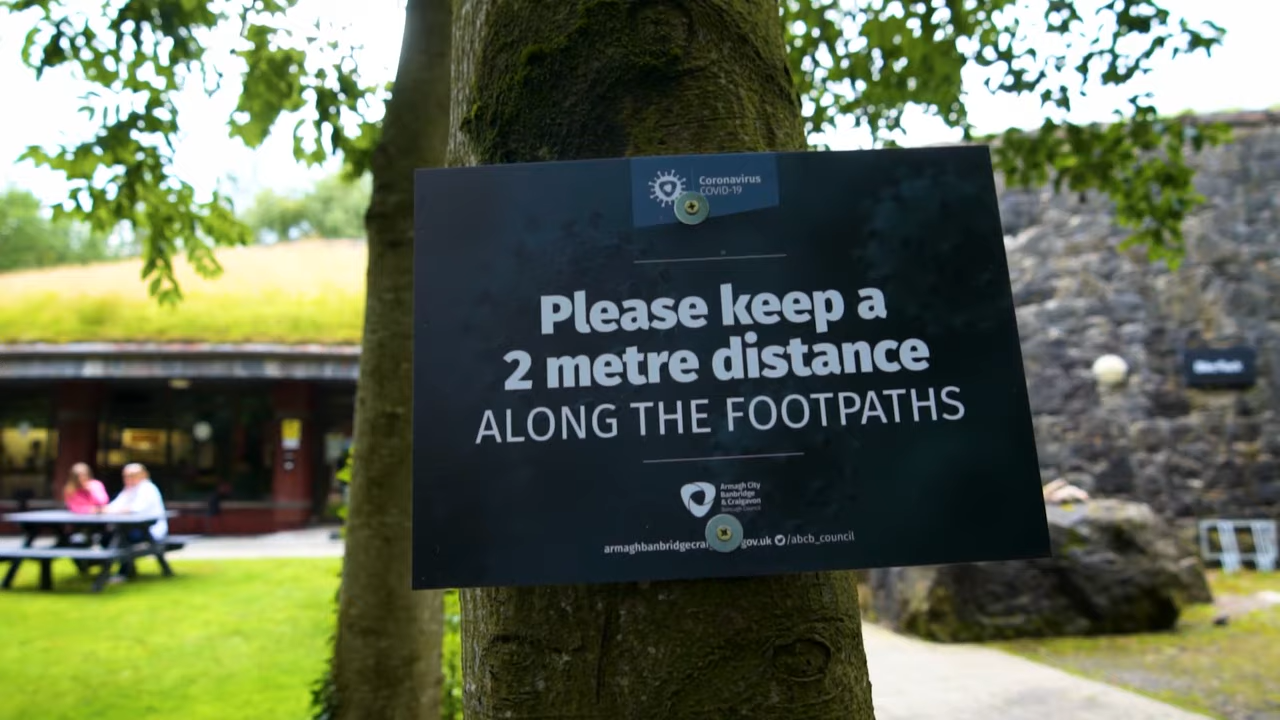 Coronavirus
COVID-19
Please keep a
2 metre distance
ALONG THE FOOTPATHS
Armagh City
Banbridge
& Craigavon
Borough Council
armaghbanbridgecrai gov.uk /abcb_council